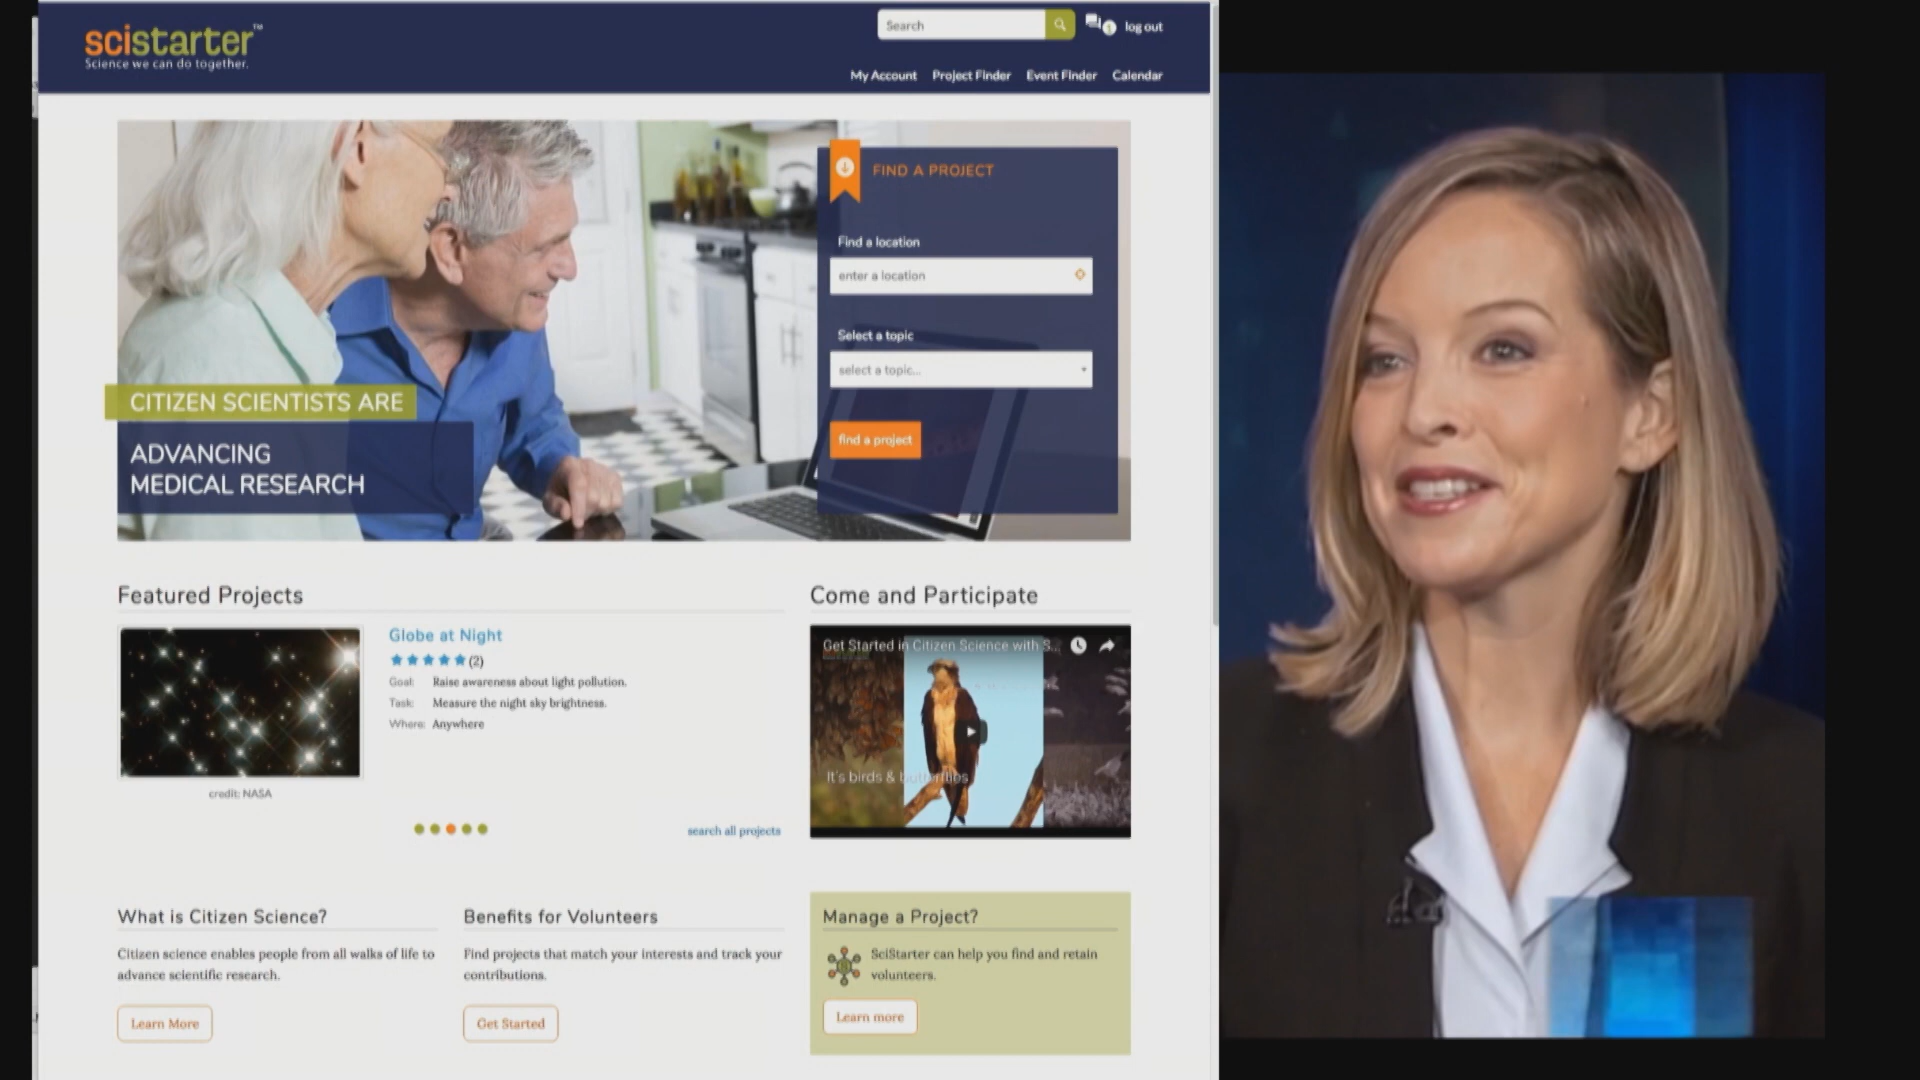 scistarter™
Science we can do together.
Search
log out
My Account Project Finder Event Finder Calendar
FIND A PROJECT
Find a location
enter a location
Select a topic
select a topic...
find a project
CITIZEN SCIENTISTS ARE
ADVANCING
MEDICAL RESEARCH
Featured Projects
Globe at Night
(2)
Goal: Raise awareness about light pollution.
Task: Measure the night sky brightness.
Where: Anywhere
credit: NASA
search all projects
Come and Participate
Get Started in Citizen Science with S...
It's birds & butterflies
What is Citizen Science?
Citizen science enables people from all walks of life to
advance scientific research.
Learn More
Benefits for Volunteers
Find projects that match your interests and track your
contributions.
Get Started
Manage a Project?
SciStarter can help you find and retain
volunteers.
Learn more